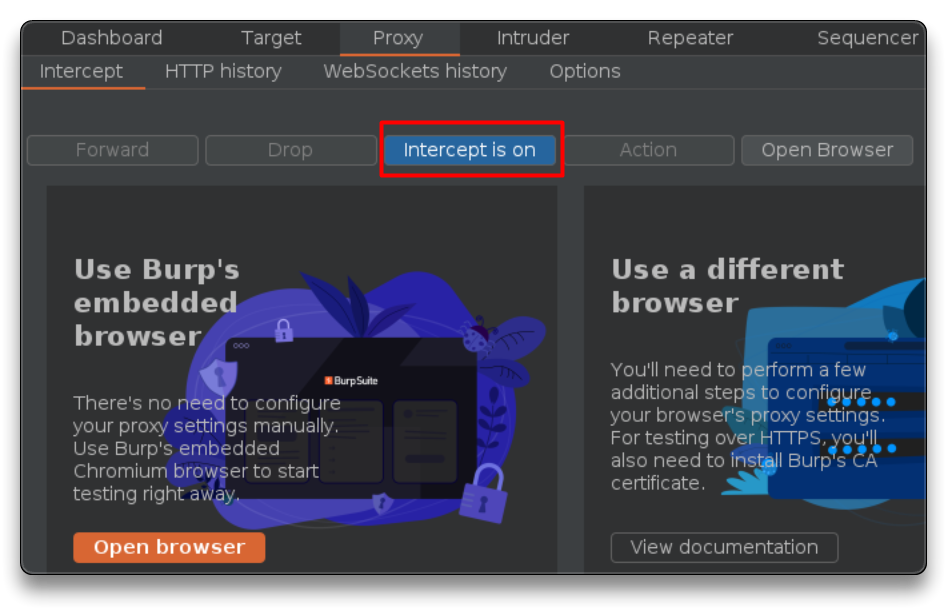 Dashboard Target Proxy Intruder Repeater Sequencer
Intercept HTTP history WebSockets history Options
Forward Drop Intercept is on Action Open Browser
Use Burp's
embedded
browser
BurpSuite
There's no need to configure
your proxy settings manually.
Use Burp's embedded
Chromium browser to start
testing right away.
Open browser
Use a different
browser
You'll need to perform a few
additional steps to configure
your browser's proxy settings.
For testing over HTTPS, you'll
also need to install Burp's CA
certificate.
View documentation